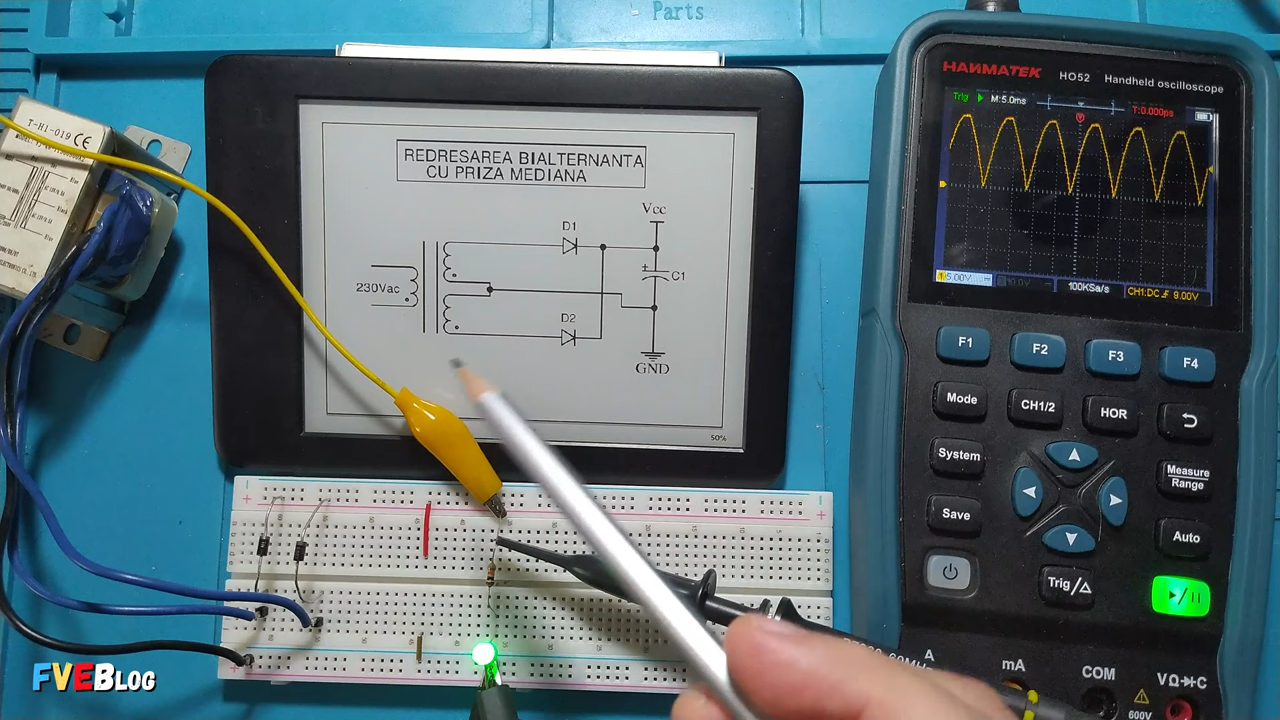 Parts
T-H1-019 CE
REDRESAREA BIALTERNANTA
CU PRIZA MEDIANA
Vcc
D1
+
C1
230Vac
D2
GND
50%
HANMATEK
HO52
Handheld oscilloscope
Trig
M:5.0ms
T:0.000ps
5.00V
10.0V
100KSa/s
CH1:DC
9.00V
F1
F2
F3
F4
Mode
CH1/2
HOR
System
Measure
Range
Save
Auto
Trig/△
A
mA
COM
600V
FVEBLOG